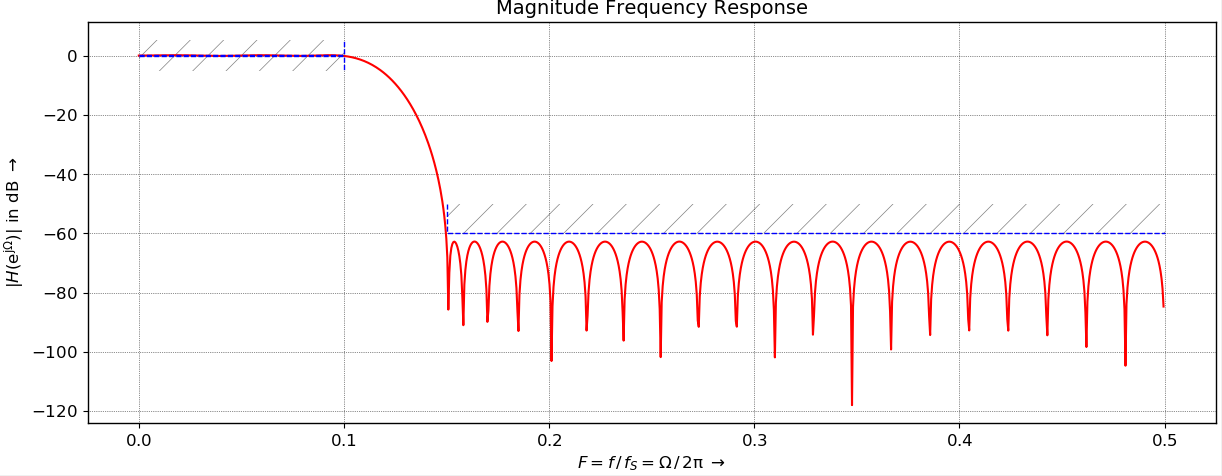 Magnitude Frequency Response
|H(e^jΩ)| in dB →
0
−20
−40
−60
−80
−100
−120
0.0 0.1 0.2 0.3 0.4 0.5
F = f / f_S = Ω / 2π →